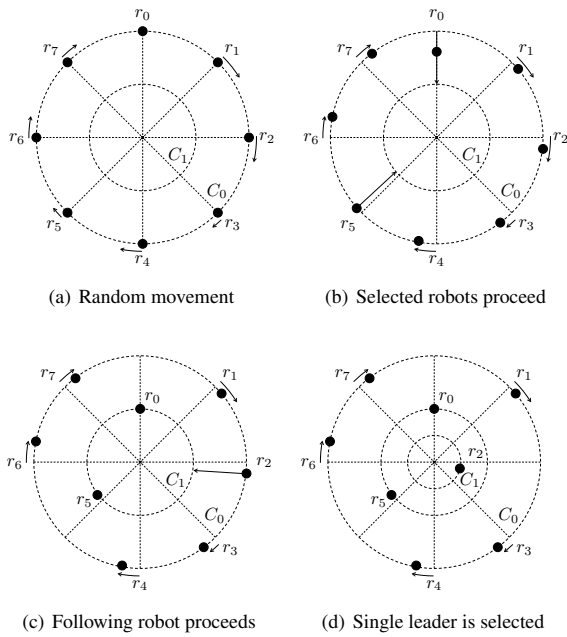 r₀
r₇ r₁
r₆ r₂
C₁
C₀
r₅ r₃
r₄
(a) Random movement
r₀
r₇ r₁
r₆ r₂
C₁
C₀
r₅ r₃
r₄
(b) Selected robots proceed
r₇ r₀ r₁
r₆ r₂
C₁
r₅ C₀
r₃
r₄
(c) Following robot proceeds
r₇ r₀ r₁
r₂
r₆ C₁
r₅ C₀
r₃
r₄
(d) Single leader is selected